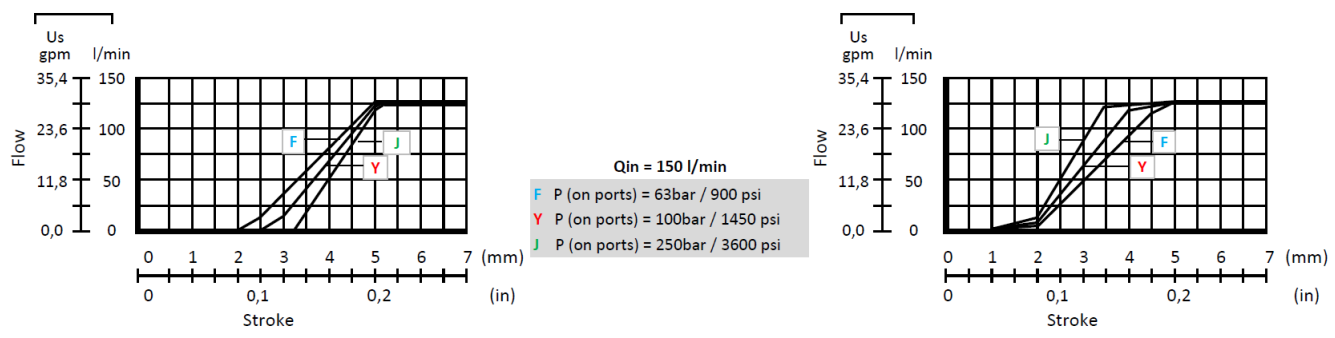 Us
gpm l/min
35,4 150
23,6 100
11,8 50
0,0 0
Flow
F
J
Y
0 1 2 3 4 5 6 7 (mm)
0 0,1 0,2 (in)
Stroke
Qin = 150 l/min
F P (on ports) = 63bar / 900 psi
Y P (on ports) = 100bar / 1450 psi
J P (on ports) = 250bar / 3600 psi
Us
gpm l/min
35,4 150
23,6 100
11,8 50
0,0 0
Flow
J
F
Y
0 1 2 3 4 5 6 7 (mm)
0 0,1 0,2 (in)
Stroke